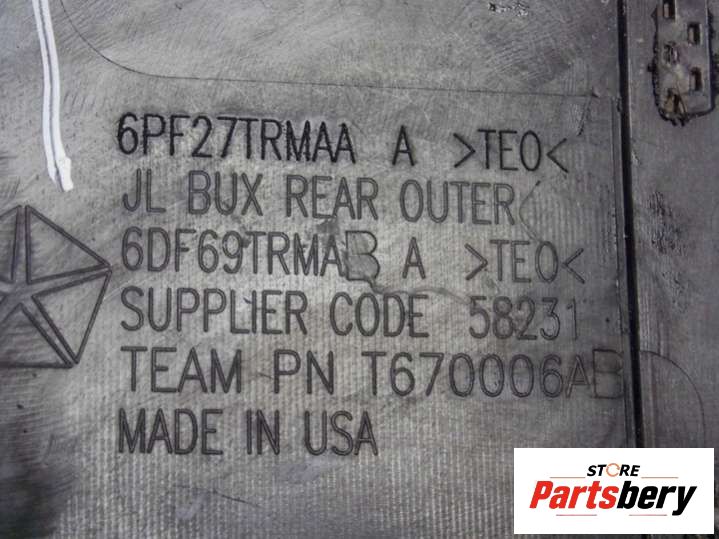 6PF27TRMAA A >TEO<
JL BUX REAR OUTER
6DF69TRMAB A >TEO<
SUPPLIER CODE 58231
TEAM PN T670006AB
MADE IN USA
STORE
Partsbery